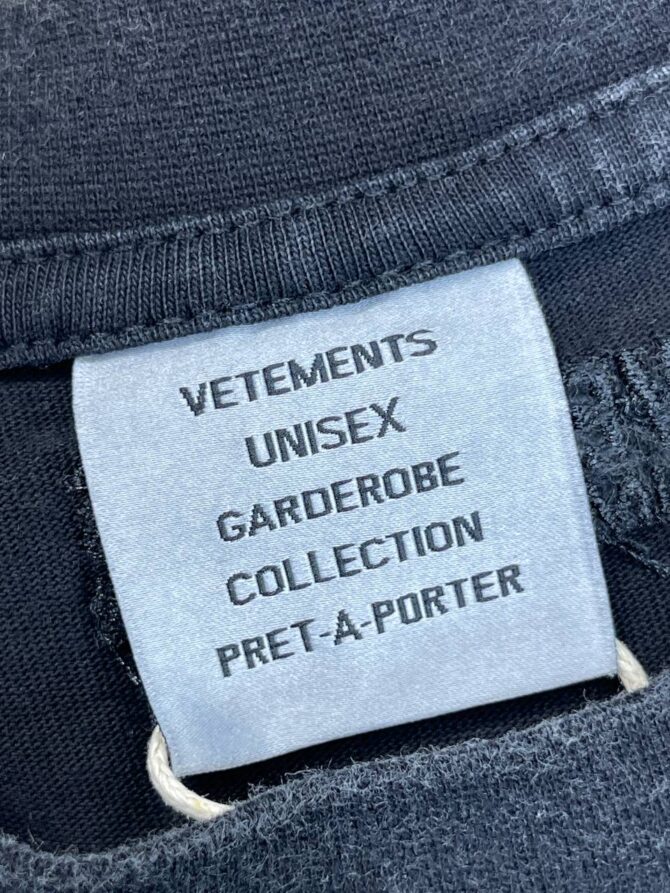 VETEMENTS
UNISEX
GARDEROBE
COLLECTION
PRET-A-PORTER